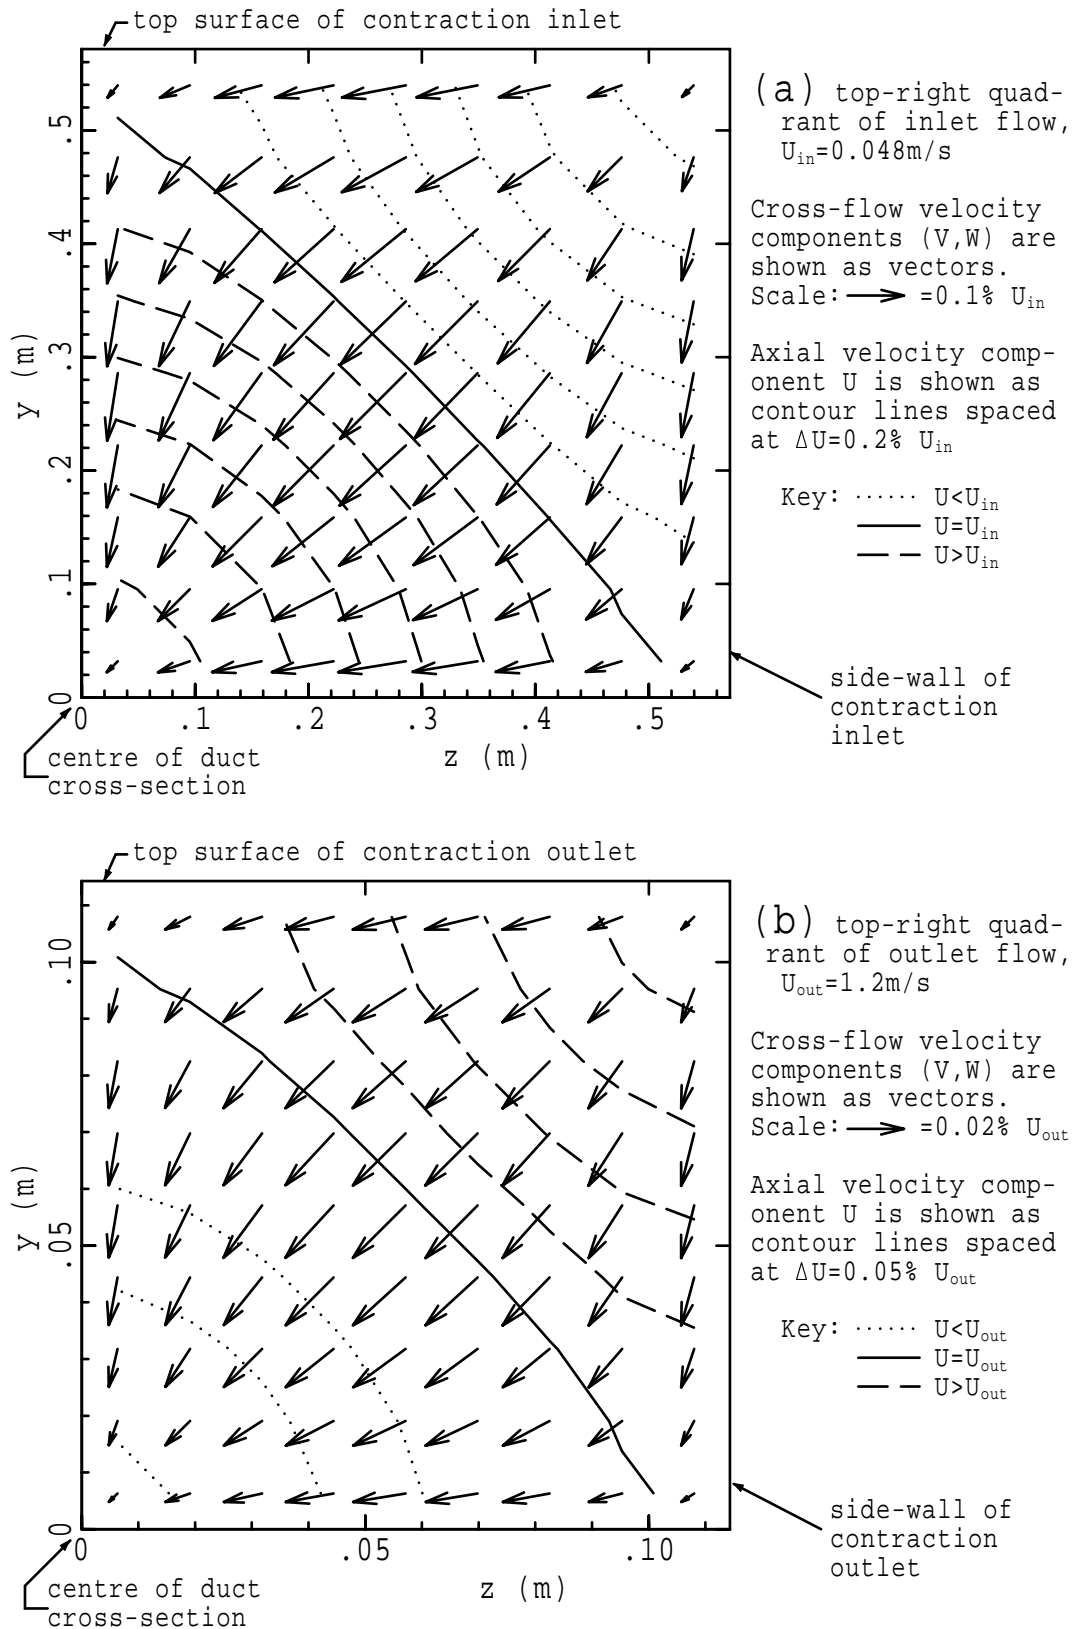 top surface of contraction inlet
(a) top-right quad-
rant of inlet flow,
U_in=0.048m/s
Cross-flow velocity
components (V,W) are
shown as vectors.
Scale: =0.1% U_in
Axial velocity comp-
onent U is shown as
contour lines spaced
at ΔU=0.2% U_in
Key: ...... U<U_in
U=U_in
U>U_in
y (m)
.5
.4
.3
.2
.1
0
0 .1 .2 .3 .4 .5
z (m)
centre of duct
cross-section
side-wall of
contraction
inlet
top surface of contraction outlet
(b) top-right quad-
rant of outlet flow,
U_out=1.2m/s
Cross-flow velocity
components (V,W) are
shown as vectors.
Scale: =0.02% U_out
Axial velocity comp-
onent U is shown as
contour lines spaced
at ΔU=0.05% U_out
Key: ...... U<U_out
U=U_out
U>U_out
y (m)
.10
.05
0
0 .05 .10
z (m)
centre of duct
cross-section
side-wall of
contraction
outlet